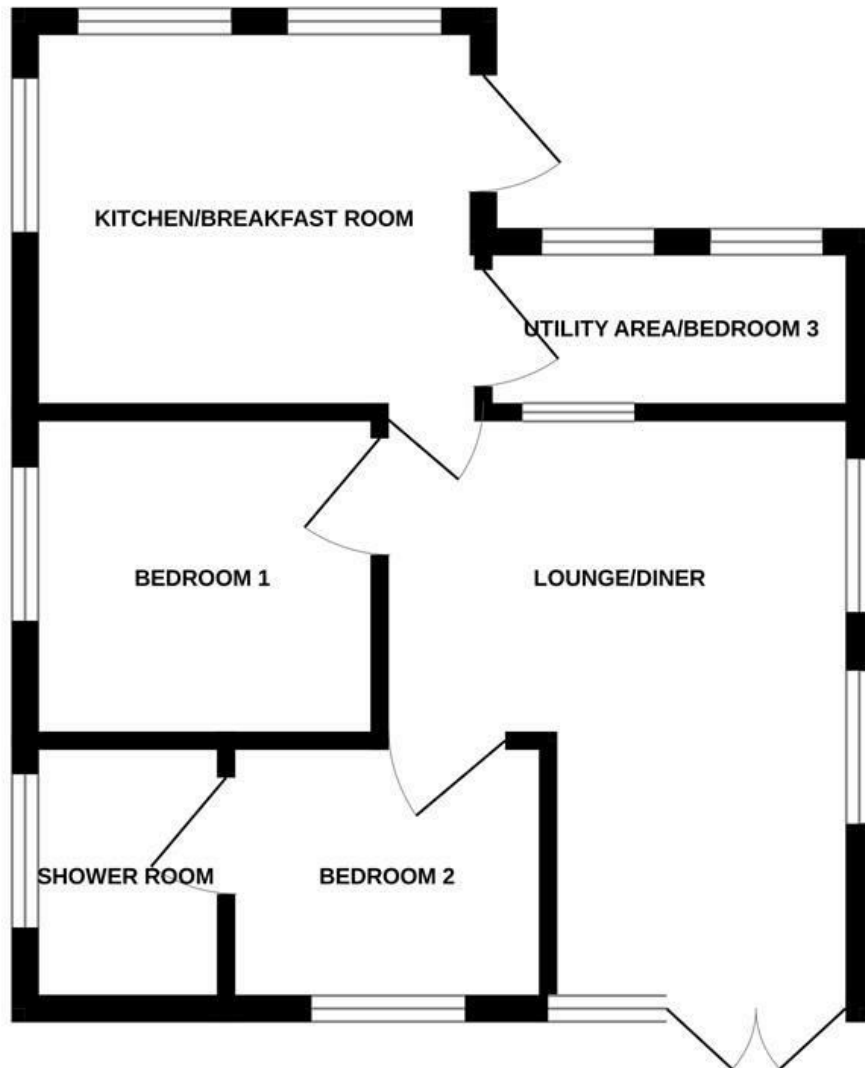 KITCHEN/BREAKFAST ROOM
UTILITY AREA/BEDROOM 3
BEDROOM 1
LOUNGE/DINER
SHOWER ROOM
BEDROOM 2